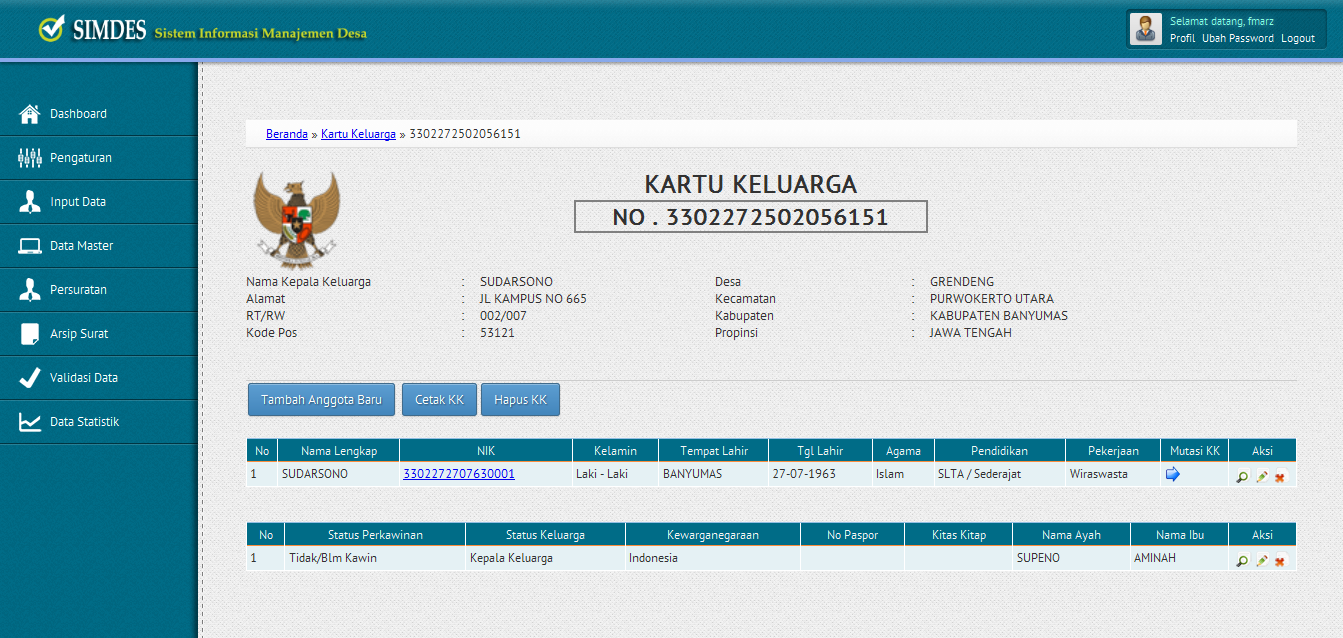 SIMDES Sistem Informasi Manajemen Desa
Selamat datang, fmarz
Profil Ubah Password Logout
Dashboard
Pengaturan
Input Data
Data Master
Persuratan
Arsip Surat
Validasi Data
Data Statistik
Beranda » Kartu Keluarga » 3302272502056151
KARTU KELUARGA
NO . 3302272502056151
Nama Kepala Keluarga : SUDARSONO Desa : GRENDENG
Alamat : JL KAMPUS NO 665 Kecamatan : PURWOKERTO UTARA
RT/RW : 002/007 Kabupaten : KABUPATEN BANYUMAS
Kode Pos : 53121 Propinsi : JAWA TENGAH
Tambah Anggota Baru Cetak KK Hapus KK
No Nama Lengkap NIK Kelamin Tempat Lahir Tgl Lahir Agama Pendidikan Pekerjaan Mutasi KK Aksi
1 SUDARSONO 3302272707630001 Laki - Laki BANYUMAS 27-07-1963 Islam SLTA / Sederajat Wiraswasta
No Status Perkawinan Status Keluarga Kewarganegaraan No Paspor Kitas Kitap Nama Ayah Nama Ibu Aksi
1 Tidak/Blm Kawin Kepala Keluarga Indonesia SUPENO AMINAH